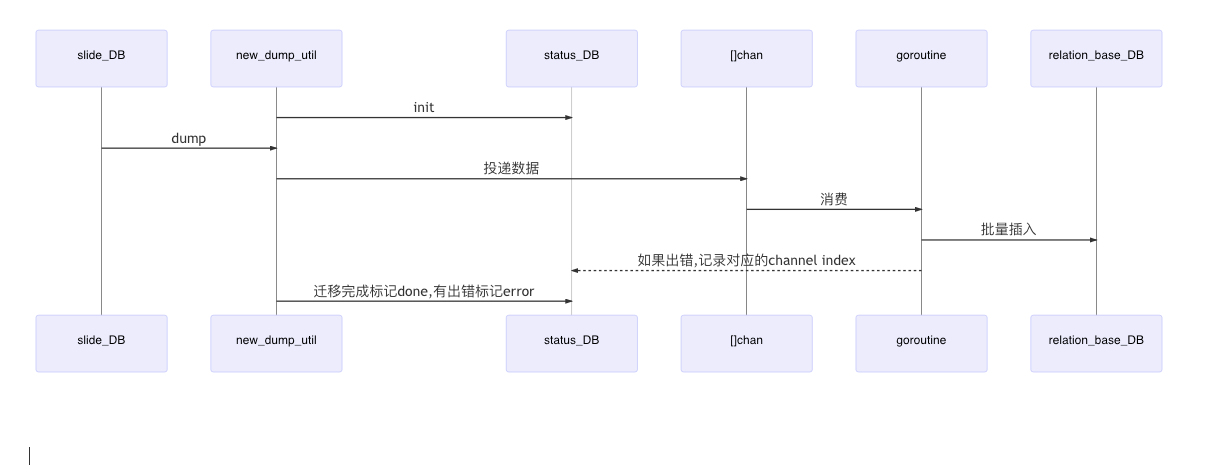 slide_DB
new_dump_util
status_DB
[]chan
goroutine
relation_base_DB
init
dump
投递数据
消费
批量插入
如果出错,记录对应的channel index
迁移完成标记done,有出错标记error
slide_DB
new_dump_util
status_DB
[]chan
goroutine
relation_base_DB